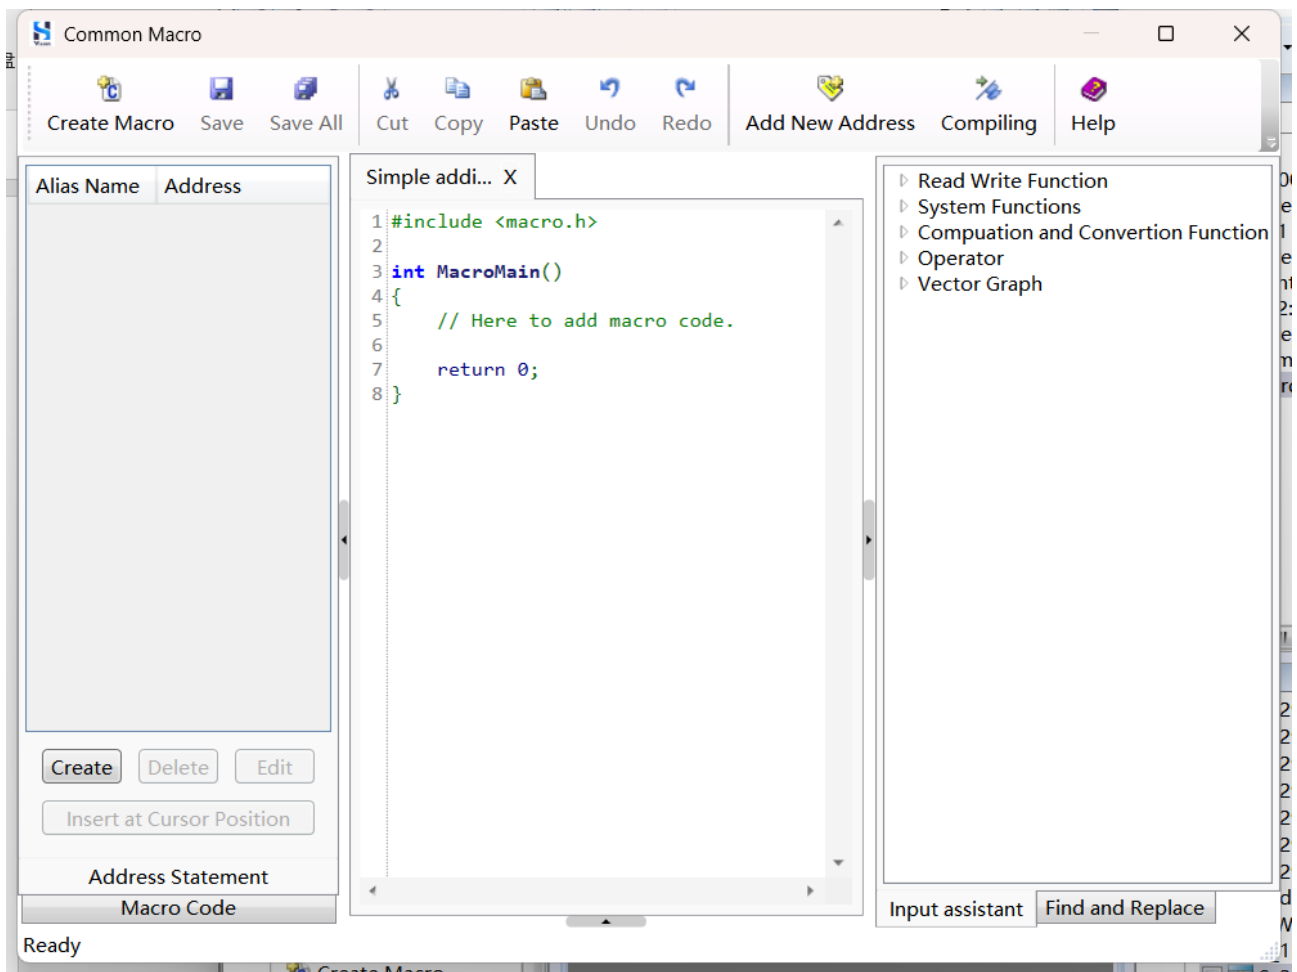 Common Macro
Create Macro Save Save All Cut Copy Paste Undo Redo Add New Address Compiling Help
Alias Name Address
Simple addi... X
1 #include <macro.h>
2
3 int MacroMain()
4 {
5 // Here to add macro code.
6
7 return 0;
8 }
Read Write Function
System Functions
Compuation and Convertion Function
Operator
Vector Graph
Create Delete Edit
Insert at Cursor Position
Address Statement
Macro Code
Input assistant Find and Replace
Ready